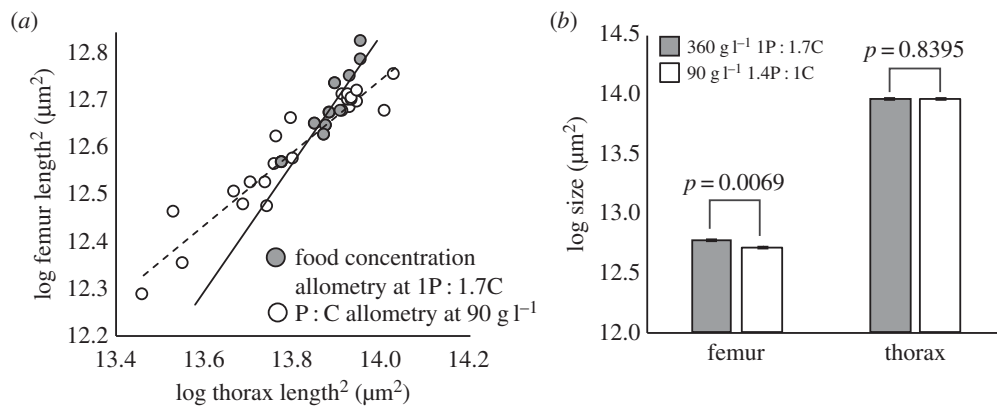 (a)
12.8
12.7
12.6
12.5
12.4
12.3
12.2
log femur length² (µm²)
food concentration
allometry at 1P : 1.7C
P : C allometry at 90 g l⁻¹
13.4 13.6 13.8 14.0 14.2
log thorax length² (µm²)
(b)
14.5
14.0
13.5
13.0
12.5
12.0
log size (µm²)
360 g l⁻¹ 1P : 1.7C
90 g l⁻¹ 1.4P : 1C
p = 0.8395
p = 0.0069
femur thorax